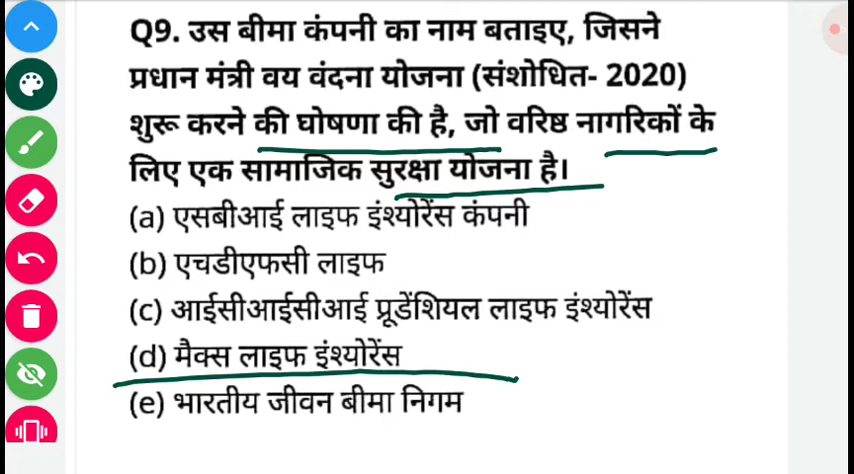 Q9. उस बीमा कंपनी का नाम बताइए, जिसने
प्रधान मंत्री वय वंदना योजना (संशोधित- 2020)
शुरू करने की घोषणा की है, जो वरिष्ठ नागरिकों के
लिए एक सामाजिक सुरक्षा योजना है।
(a) एसबीआई लाइफ इंश्योरेंस कंपनी
(b) एचडीएफसी लाइफ
(c) आईसीआईसीआई प्रूडेंशियल लाइफ इंश्योरेंस
(d) मैक्स लाइफ इंश्योरेंस
(e) भारतीय जीवन बीमा निगम